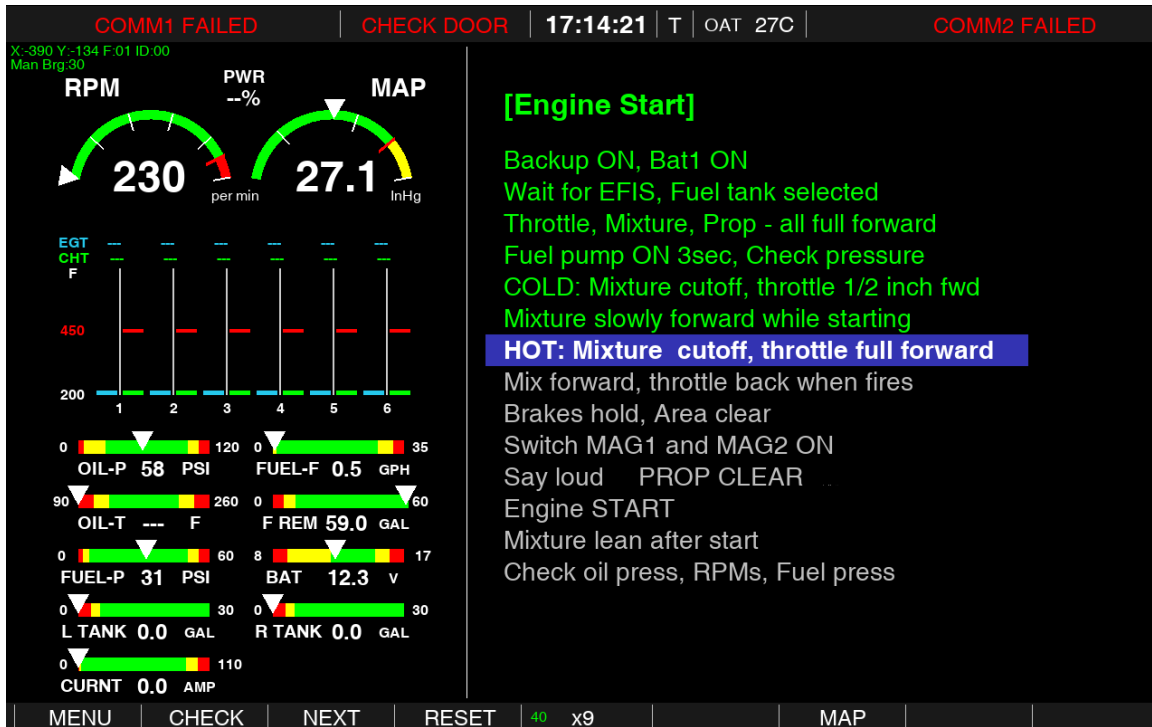 COMM1 FAILED CHECK DOOR 17:14:21 T OAT 27C COMM2 FAILED
X:-390 Y:-134 F:01 ID:00
Man Brg:30
RPM PWR MAP
--%
230 per min 27.1 InHg
EGT --- --- --- --- --- ---
CHT --- --- --- --- --- ---
F
450
200
1 2 3 4 5 6
0 120 0 35
OIL-P 58 PSI FUEL-F 0.5 GPH
90 260 0 60
OIL-T --- F F REM 59.0 GAL
0 60 8 17
FUEL-P 31 PSI BAT 12.3 V
0 30 0 30
L TANK 0.0 GAL R TANK 0.0 GAL
0 110
CURNT 0.0 AMP
[Engine Start]
Backup ON, Bat1 ON
Wait for EFIS, Fuel tank selected
Throttle, Mixture, Prop - all full forward
Fuel pump ON 3sec, Check pressure
COLD: Mixture cutoff, throttle 1/2 inch fwd
Mixture slowly forward while starting
HOT: Mixture cutoff, throttle full forward
Mix forward, throttle back when fires
Brakes hold, Area clear
Switch MAG1 and MAG2 ON
Say loud PROP CLEAR
Engine START
Mixture lean after start
Check oil press, RPMs, Fuel press
MENU CHECK NEXT RESET 40 x9 MAP